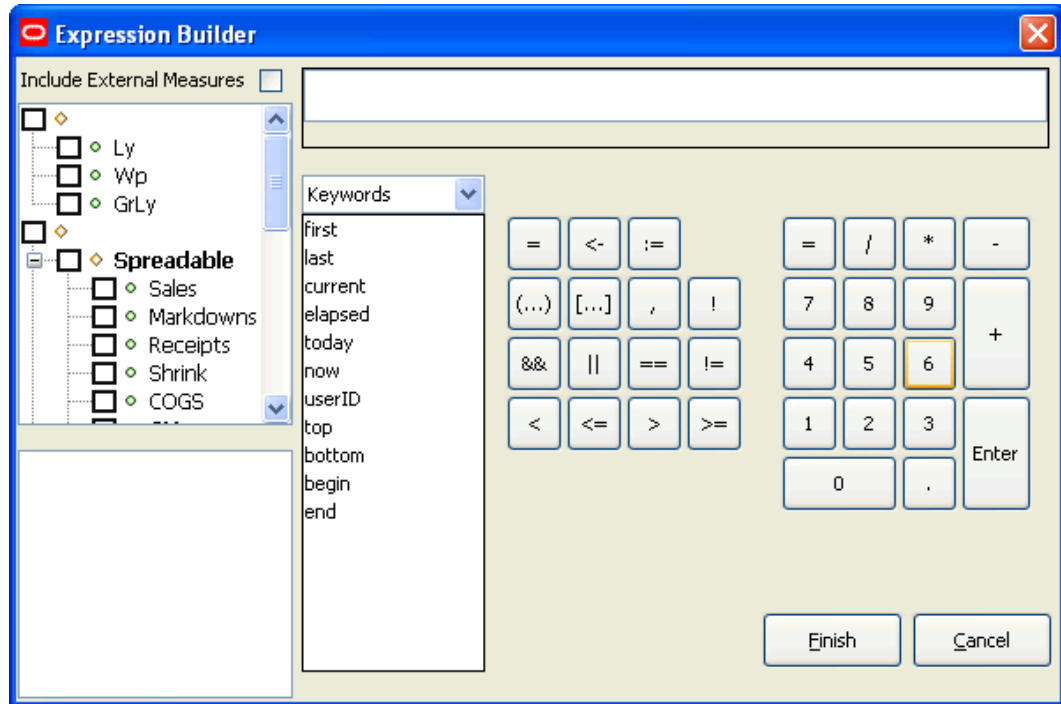 Expression Builder
Include External Measures
Ly
Wp
GrLy
Spreadable
Sales
Markdowns
Receipts
Shrink
COGS
Keywords
first
last
current
elapsed
today
now
userID
top
bottom
begin
end
= <- :=
(...) [...] , !
&& || == !=
< <= > >=
= / * -
7 8 9 +
4 5 6
1 2 3 Enter
0 .
Finish Cancel